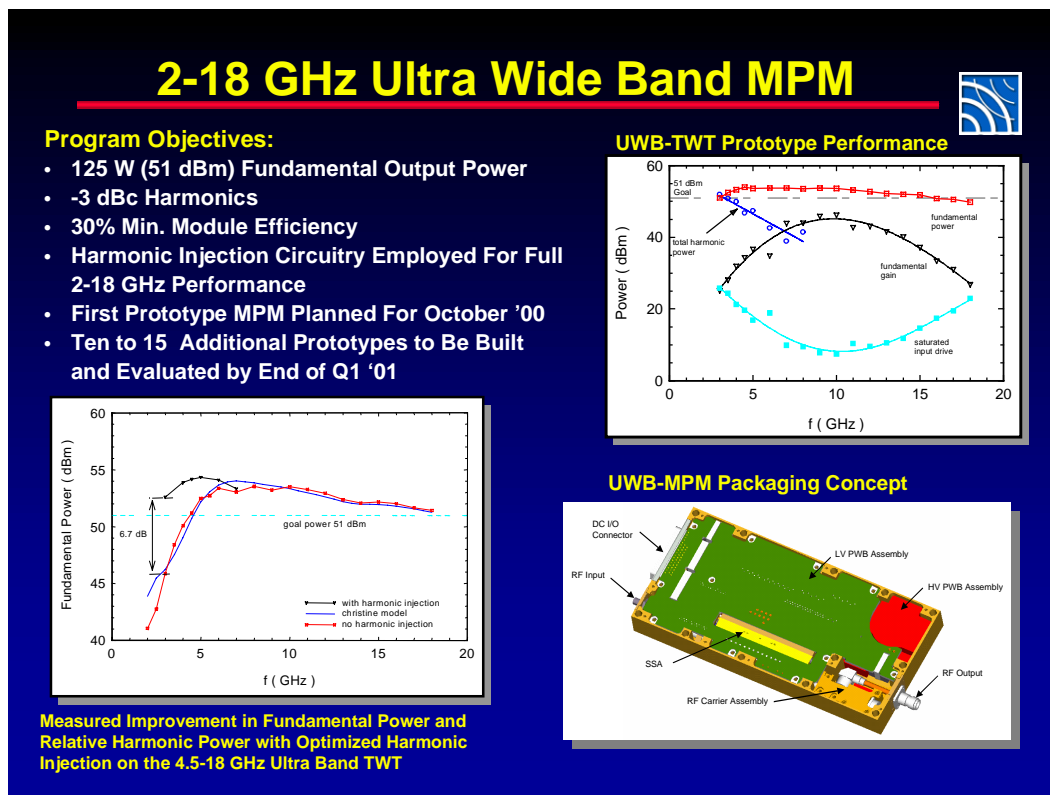 2-18 GHz Ultra Wide Band MPM
Program Objectives:
• 125 W (51 dBm) Fundamental Output Power
• -3 dBc Harmonics
• 30% Min. Module Efficiency
• Harmonic Injection Circuitry Employed For Full
2-18 GHz Performance
• First Prototype MPM Planned For October '00
• Ten to 15 Additional Prototypes to Be Built
and Evaluated by End of Q1 ‘01
60
55
50
45
40
Fundamental Power ( dBm )
6.7 dB
goal power 51 dBm
with harmonic injection
christine model
no harmonic injection
0 5 10 15 20
f ( GHz )
Measured Improvement in Fundamental Power and
Relative Harmonic Power with Optimized Harmonic
Injection on the 4.5-18 GHz Ultra Band TWT
UWB-TWT Prototype Performance
60
40
20
0
Power ( dBm )
51 dBm
Goal
total harmonic
power
fundamental
power
fundamental
gain
saturated
input drive
0 5 10 15 20
f ( GHz )
UWB-MPM Packaging Concept
DC I/O
Connector
RF Input
LV PWB Assembly
HV PWB Assembly
SSA
RF Carrier Assembly
RF Output